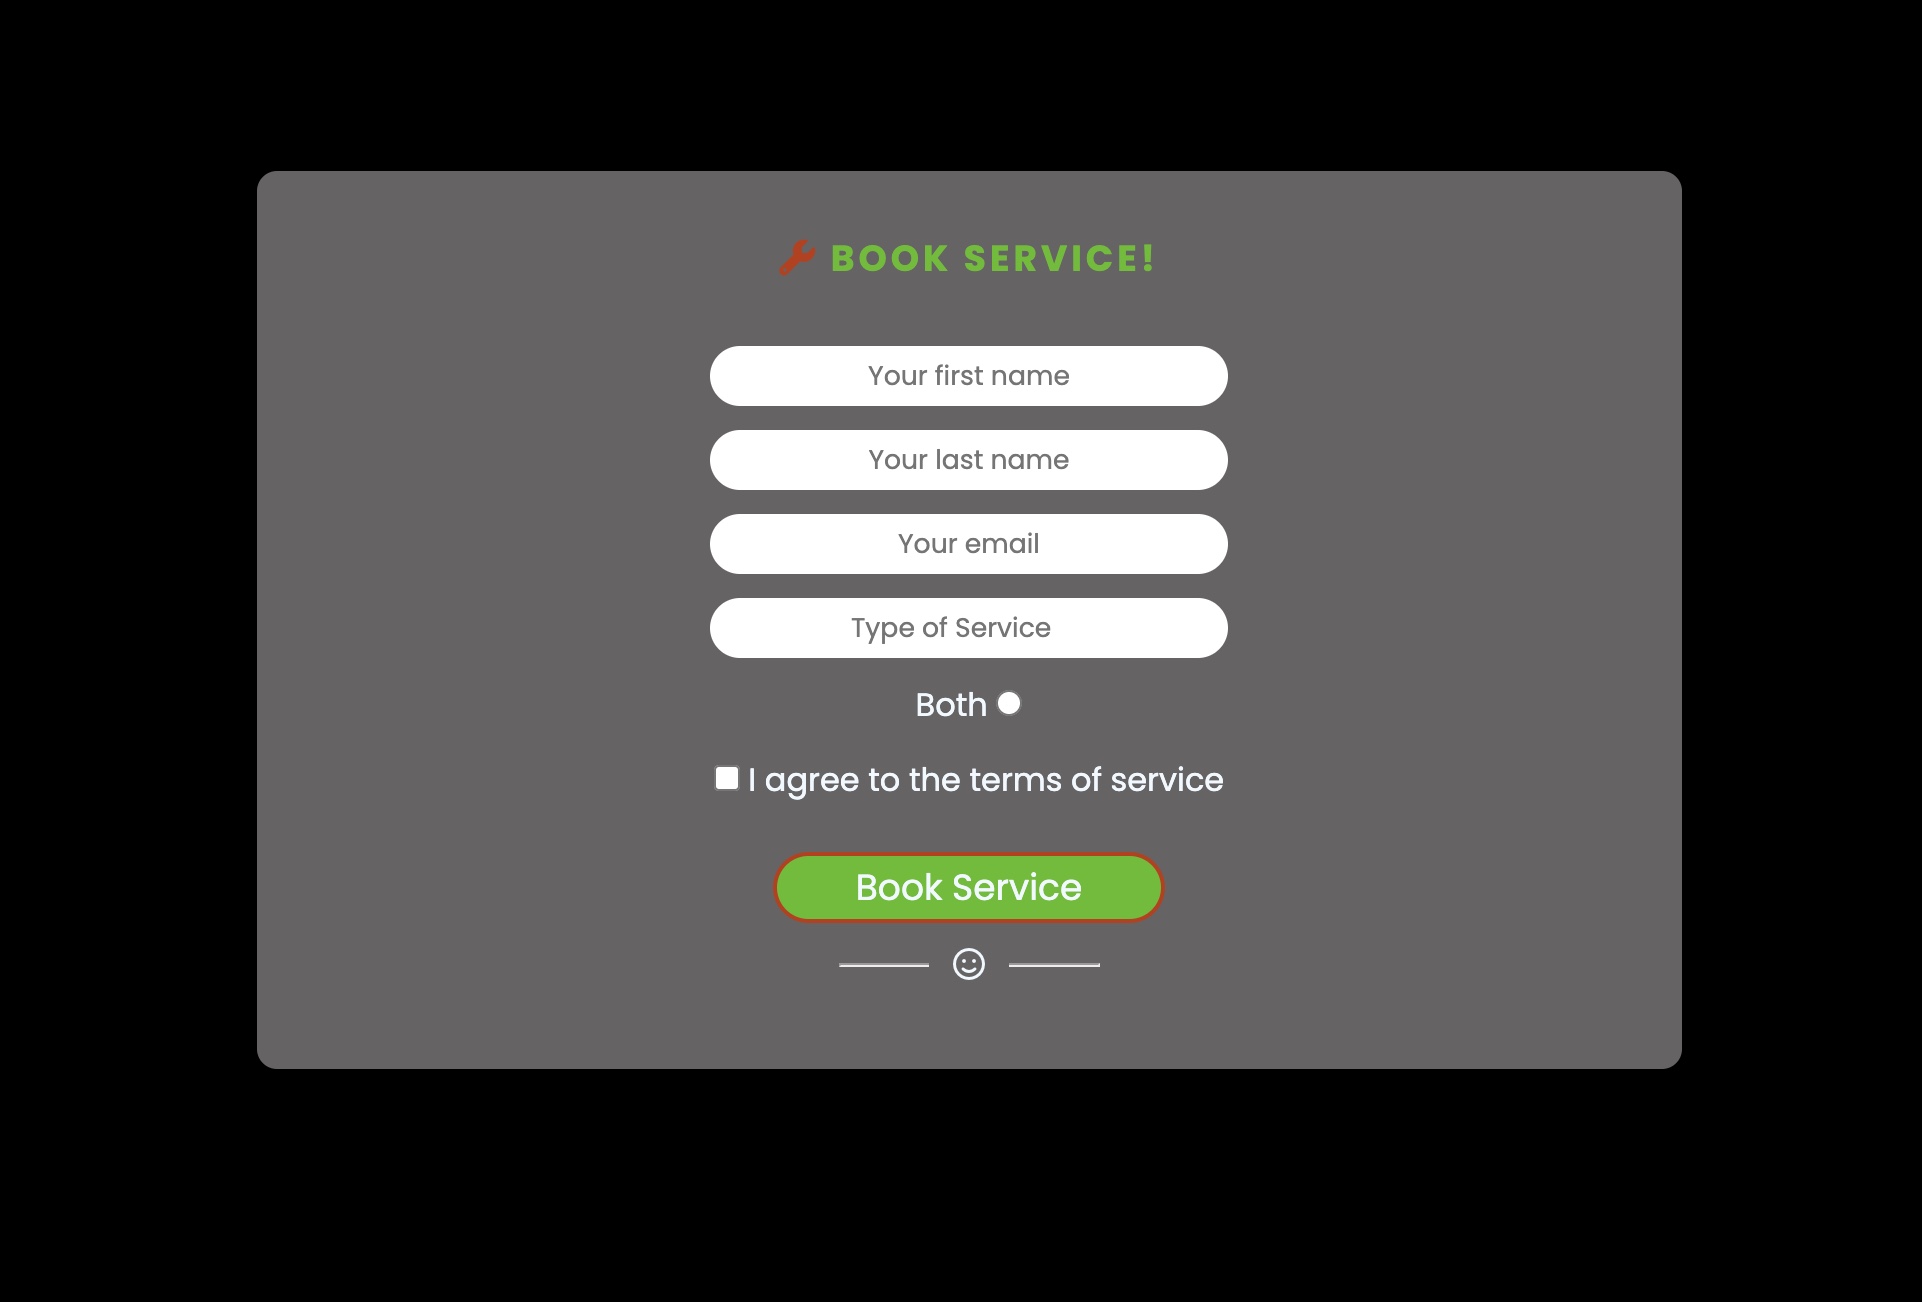 BOOK SERVICE!
Your first name
Your last name
Your email
Type of Service
Both
I agree to the terms of service
Book Service